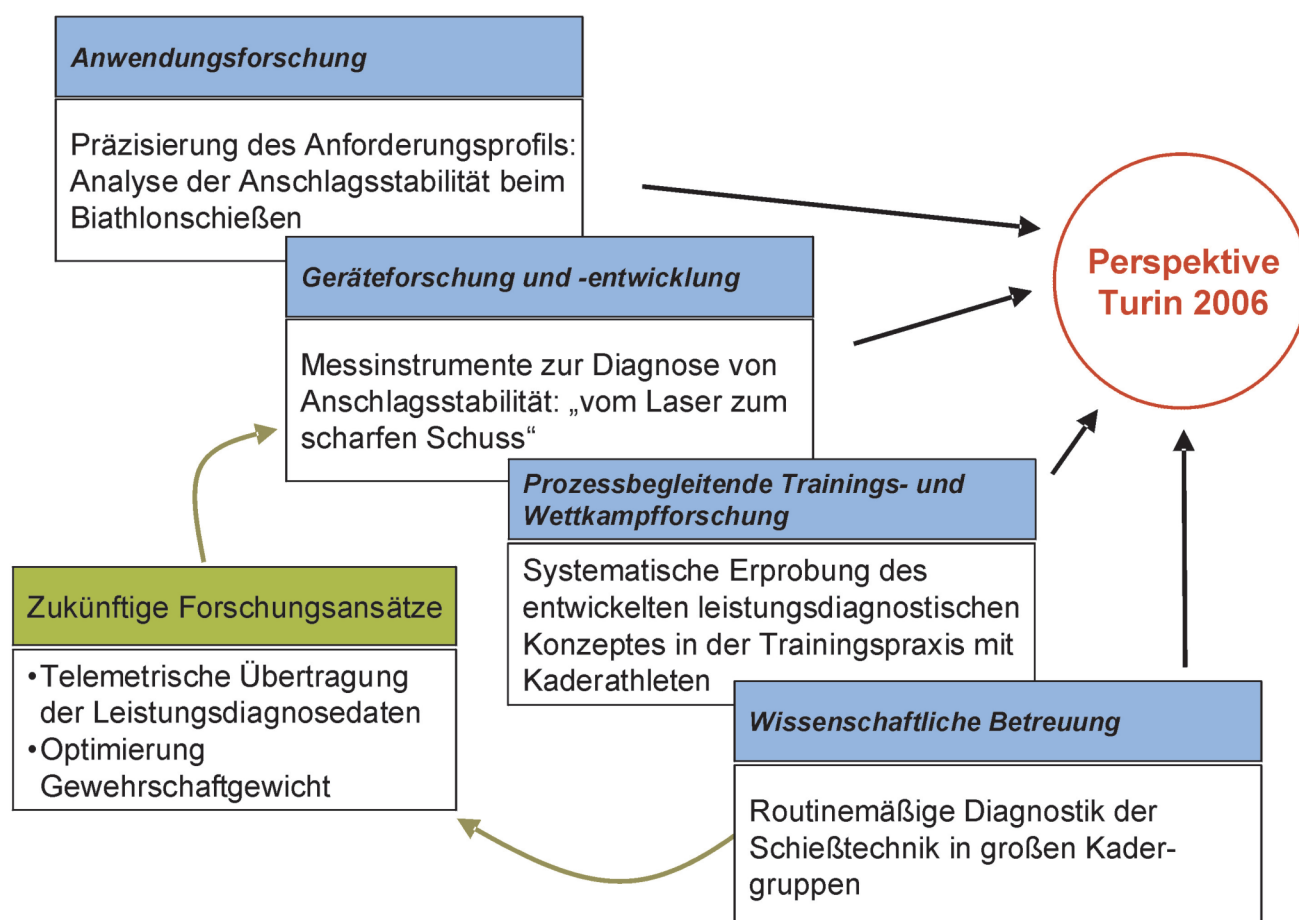 Anwendungsforschung
Präzisierung des Anforderungsprofils:
Analyse der Anschlagsstabilität beim
Biathlonschießen
Geräteforschung und -entwicklung
Messinstrumente zur Diagnose von
Anschlagsstabilität: „vom Laser zum
scharfen Schuss“
Perspektive
Turin 2006
Prozessbegleitende Trainings- und
Wettkampfforschung
Systematische Erprobung des
entwickelten leistungsdiagnostischen
Konzeptes in der Trainingspraxis mit
Kaderathleten
Zukünftige Forschungsansätze
•Telemetrische Übertragung
der Leistungsdiagnosedaten
•Optimierung
Gewehrschaftgewicht
Wissenschaftliche Betreuung
Routinemäßige Diagnostik der
Schießtechnik in großen Kader-
gruppen